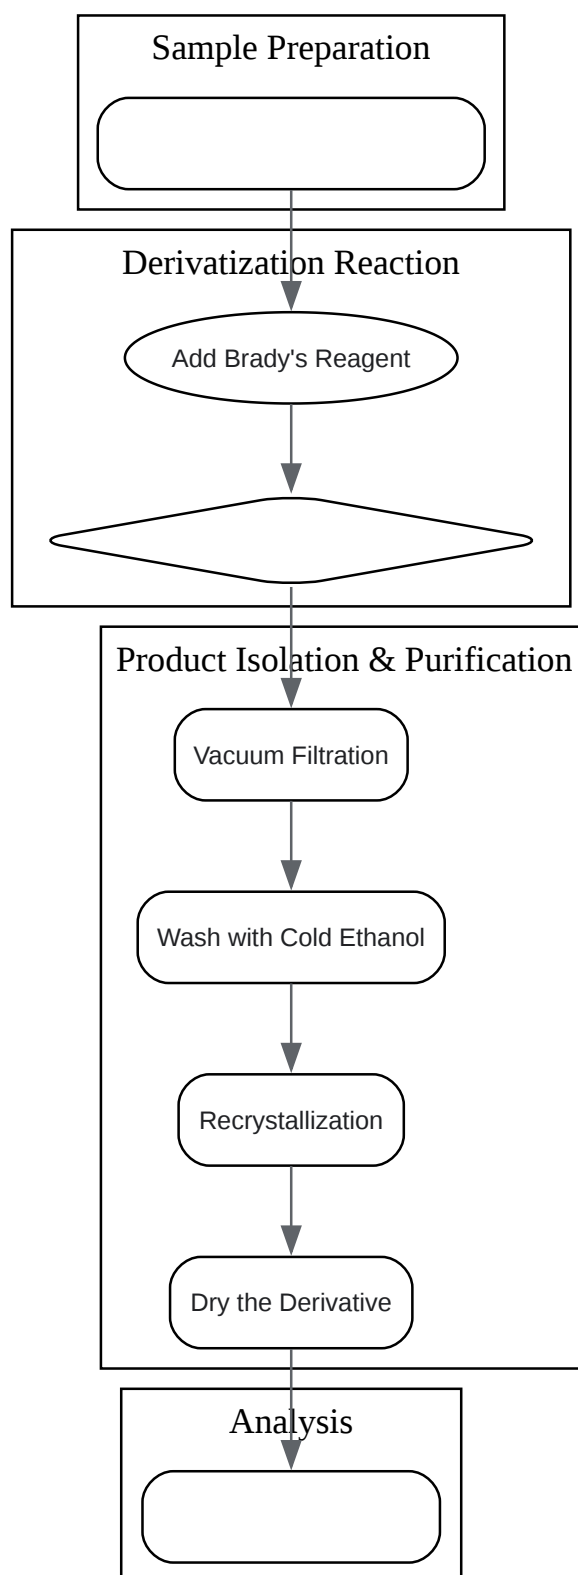 Sample Preparation
Derivatization Reaction
Add Brady's Reagent
Product Isolation & Purification
Vacuum Filtration
Wash with Cold Ethanol
Recrystallization
Dry the Derivative
Analysis